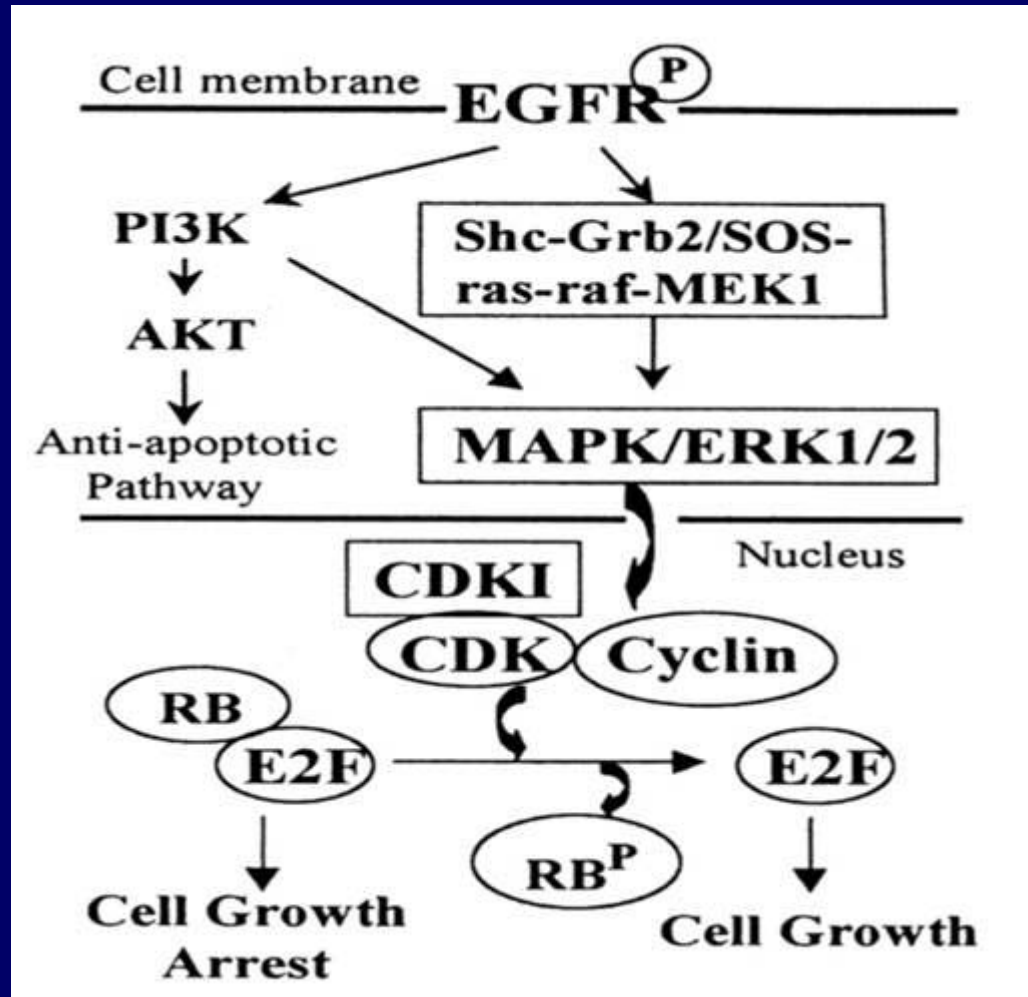 Cell membrane
EGFR
P
PI3K
Shc-Grb2/SOS-
ras-raf-MEK1
AKT
Anti-apoptotic
Pathway
MAPK/ERK1/2
Nucleus
CDKI
CDK
Cyclin
RB
E2F
E2F
RBP
Cell Growth
Arrest
Cell Growth